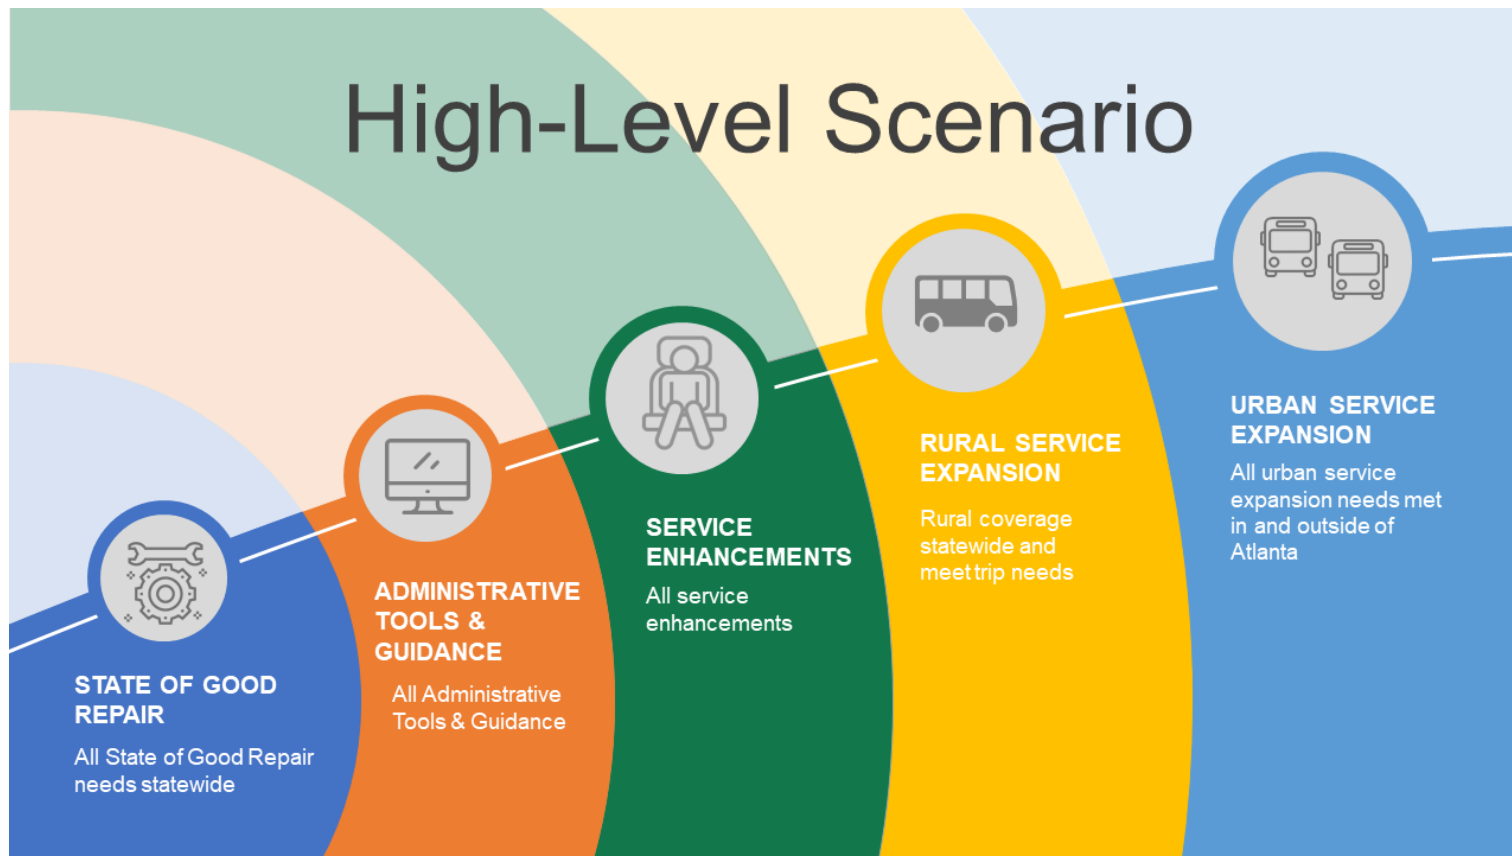 High-Level Scenario
STATE OF GOOD
REPAIR
All State of Good Repair
needs statewide
ADMINISTRATIVE
TOOLS &
GUIDANCE
All Administrative
Tools & Guidance
SERVICE
ENHANCEMENTS
All service
enhancements
RURAL SERVICE
EXPANSION
Rural coverage
statewide and
meet trip needs
URBAN SERVICE
EXPANSION
All urban service
expansion needs met
in and outside of
Atlanta